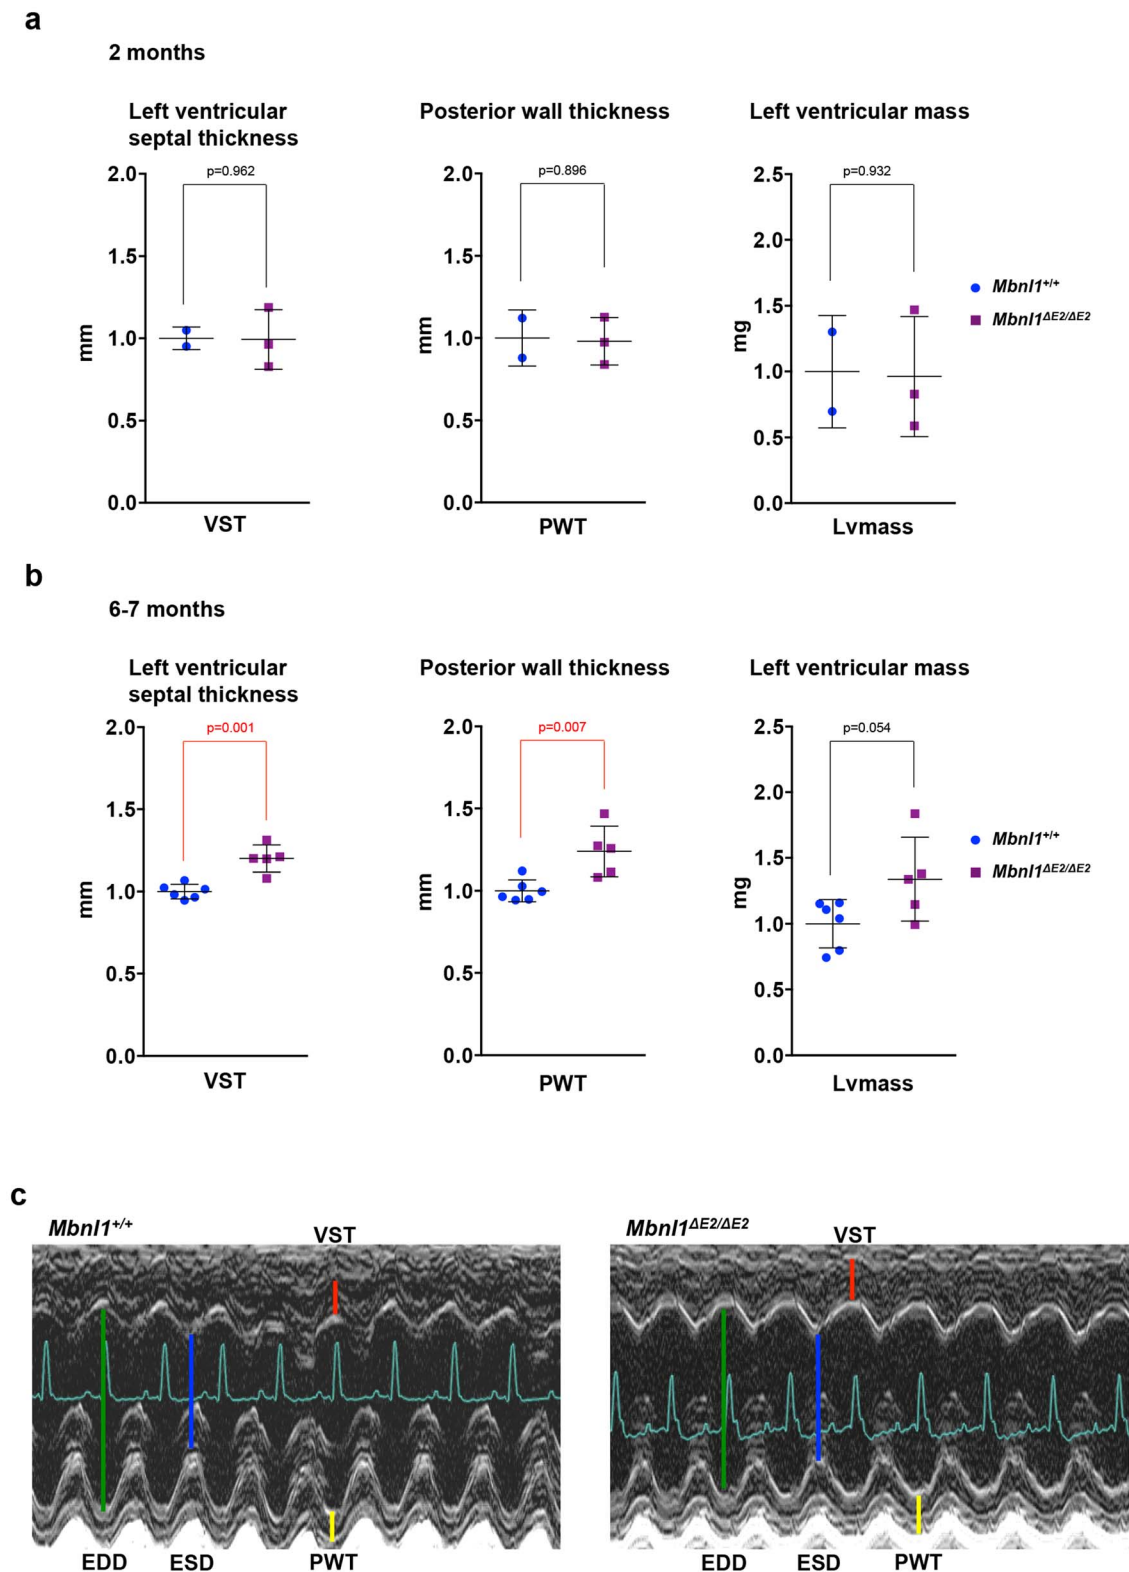 a
2 months
Left ventricular
septal thickness
Posterior wall thickness
Left ventricular mass
2.0
1.5
1.0
0.5
0.0
mm
p=0.962
VST
2.0
1.5
1.0
0.5
0.0
mm
p=0.896
PWT
2.5
2.0
1.5
1.0
0.5
0.0
mg
p=0.932
Lvmass
Mbnl1+/+
Mbnl1ΔE2/ΔE2
b
6-7 months
Left ventricular
septal thickness
Posterior wall thickness
Left ventricular mass
2.0
1.5
1.0
0.5
0.0
mm
p=0.001
VST
2.0
1.5
1.0
0.5
0.0
mm
p=0.007
PWT
2.5
2.0
1.5
1.0
0.5
0.0
mg
p=0.054
Lvmass
Mbnl1+/+
Mbnl1ΔE2/ΔE2
c
Mbnl1+/+
VST
EDD
ESD
PWT
Mbnl1ΔE2/ΔE2
VST
EDD
ESD
PWT